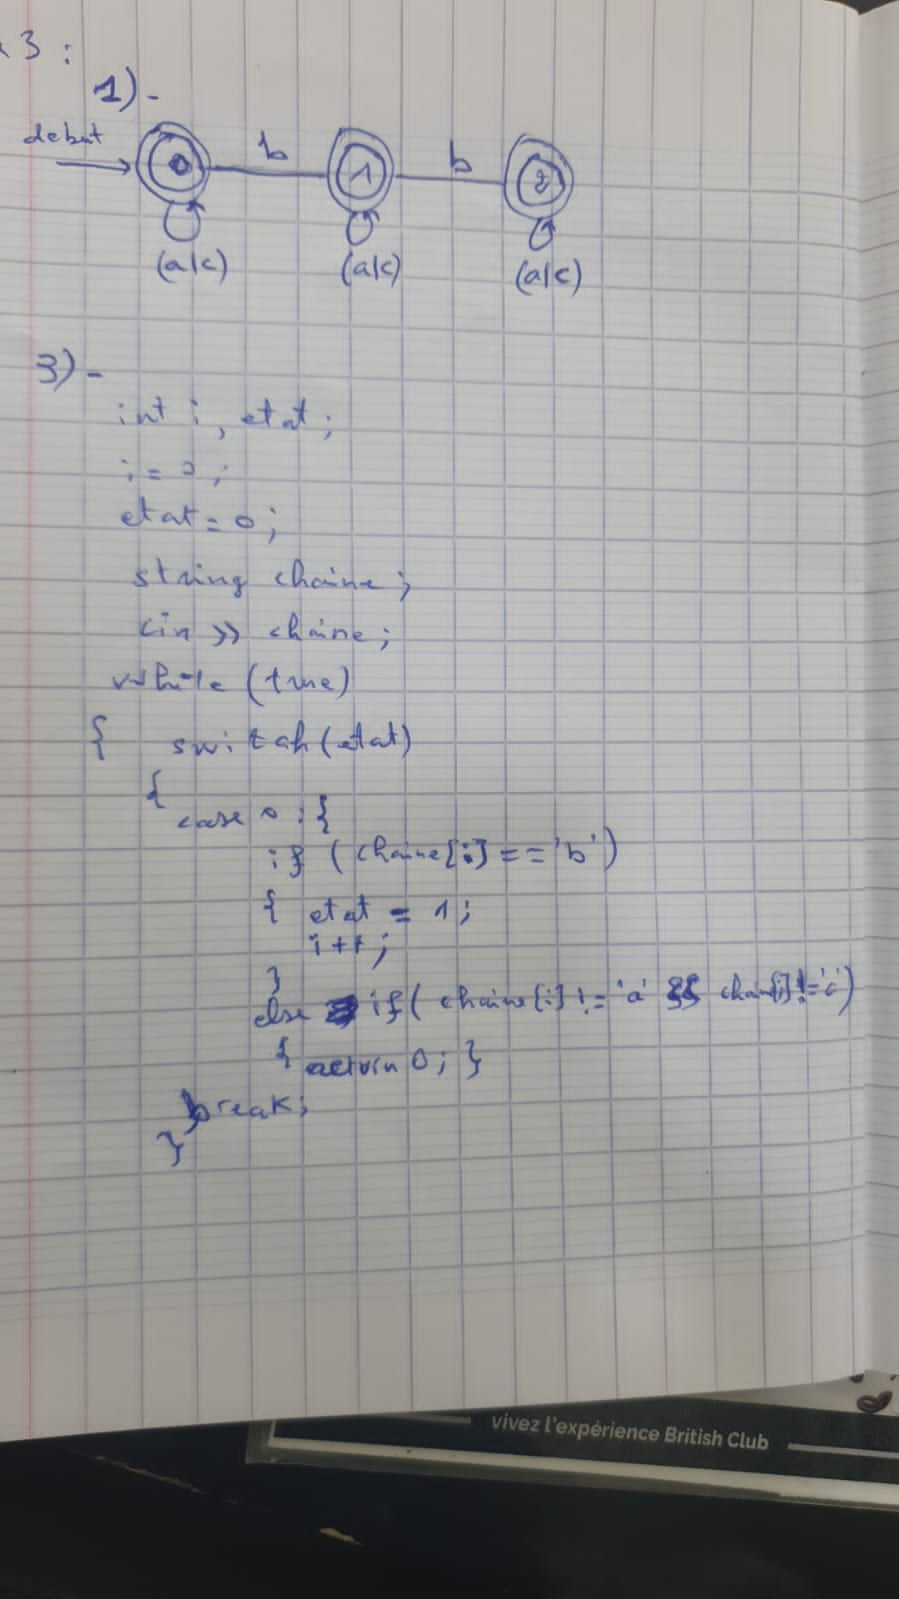 3 :
1)-
debut
b
b
0
1
2
(a|c)
(a|c)
(a|c)
3)-
int i, etat;
i = 0;
etat = 0;
string chaine;
cin >> chaine;
while (true)
{ switch (etat)
{
case 0 : {
if ( chaine[i] == 'b')
{ etat = 1;
i++;
}
else if ( chaine[i] != 'a' && chaine[i] != 'c')
{ return 0; }
break;
}
vivez l'expérience British Club